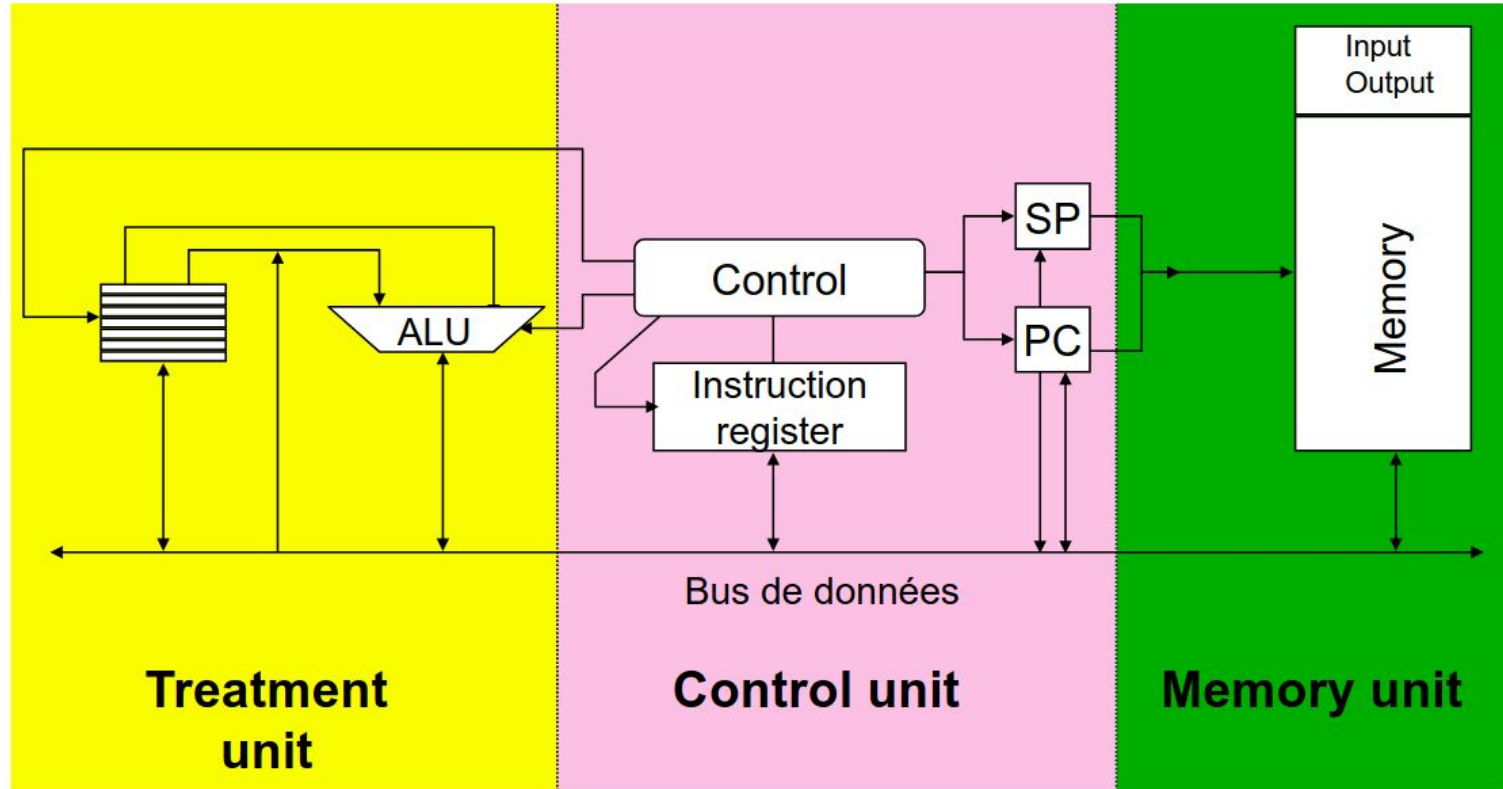 Input
Output
SP
Memory
Control
ALU
PC
Instruction
register
Bus de données
Treatment
unit
Control unit
Memory unit